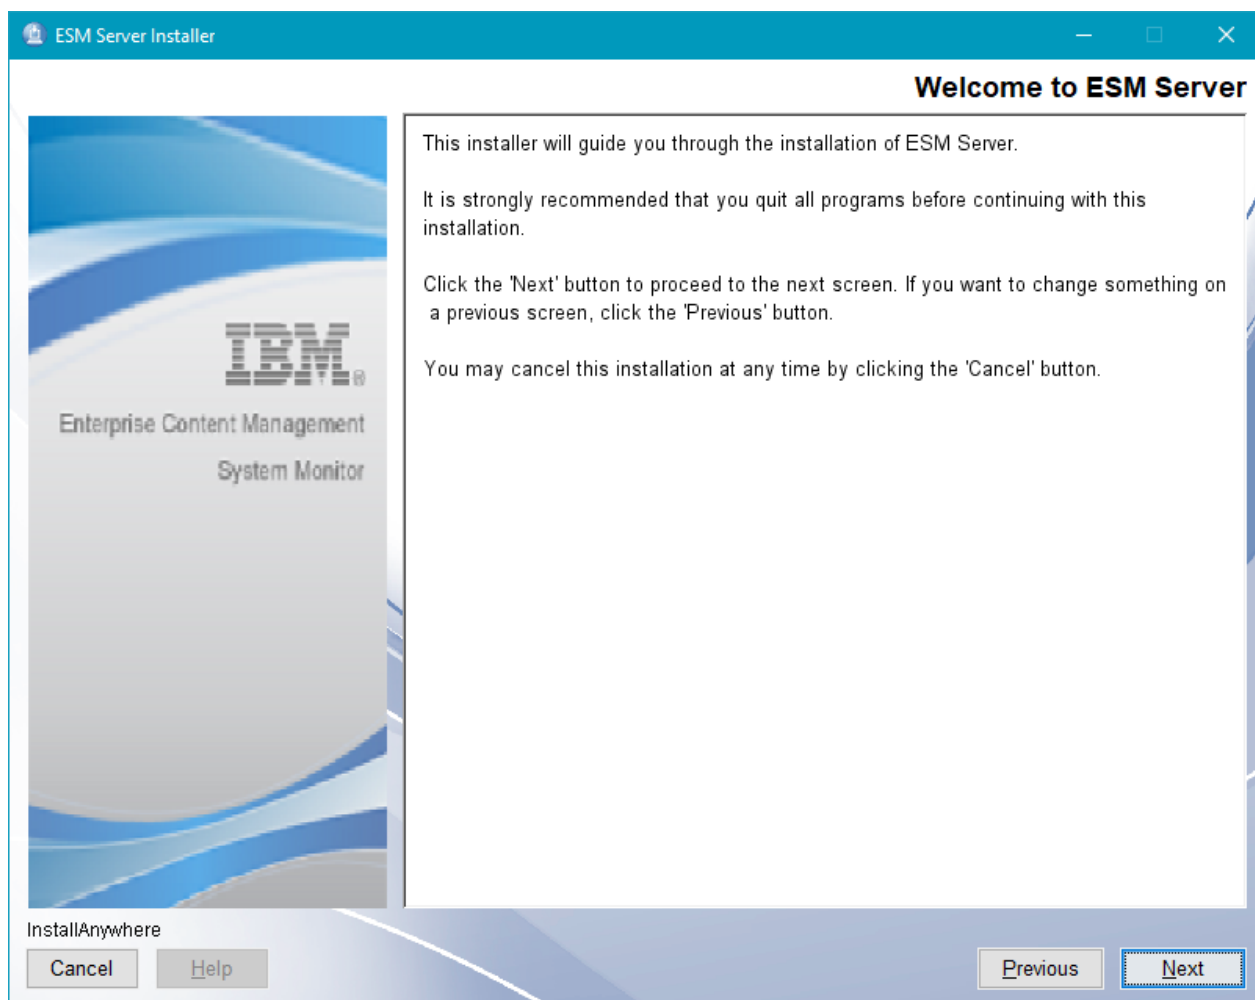 ESM Server Installer
Welcome to ESM Server
This installer will guide you through the installation of ESM Server.
It is strongly recommended that you quit all programs before continuing with this
installation.
Click the 'Next' button to proceed to the next screen. If you want to change something on
a previous screen, click the 'Previous' button.
You may cancel this installation at any time by clicking the 'Cancel' button.
IBM®
Enterprise Content Management
System Monitor
InstallAnywhere
Cancel Help Previous Next